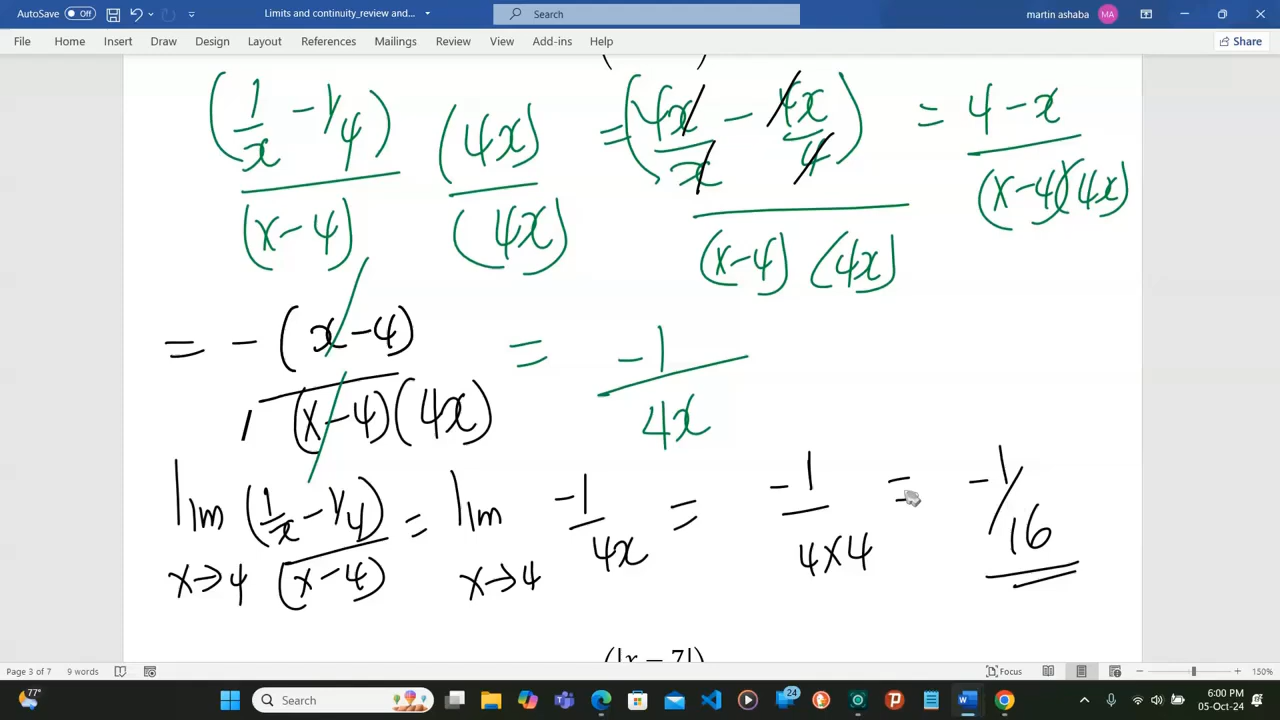 AutoSave Off Limits and continuity_review and... Search martin ashaba MA
File Home Insert Draw Design Layout References Mailings Review View Add-ins Help Share
(1/x - 1/4)/(x-4) (4x)/(4x) = (4x/x - 4x/4)/((x-4)(4x)) = (4-x)/((x-4)(4x))
= -(x-4)/(1(x-4)(4x)) = -1/4x
lim x→4 (1/x - 1/4)/(x-4) = lim x→4 -1/4x = -1/4x4 = -1/16
(|x − 7|)
Page 3 of 7 9 words Focus 150%
77° Search 24 6:00 PM
05-Oct-24